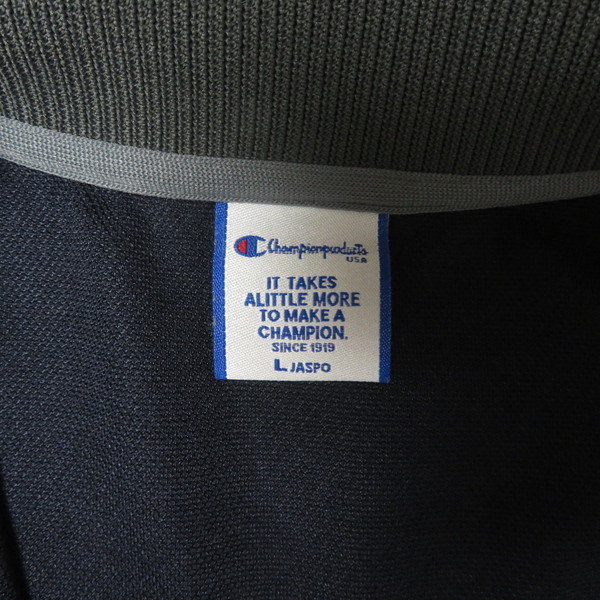 Championproducts
USA
IT TAKES
ALITTLE MORE
TO MAKE A
CHAMPION.
SINCE 1919
L JASPO